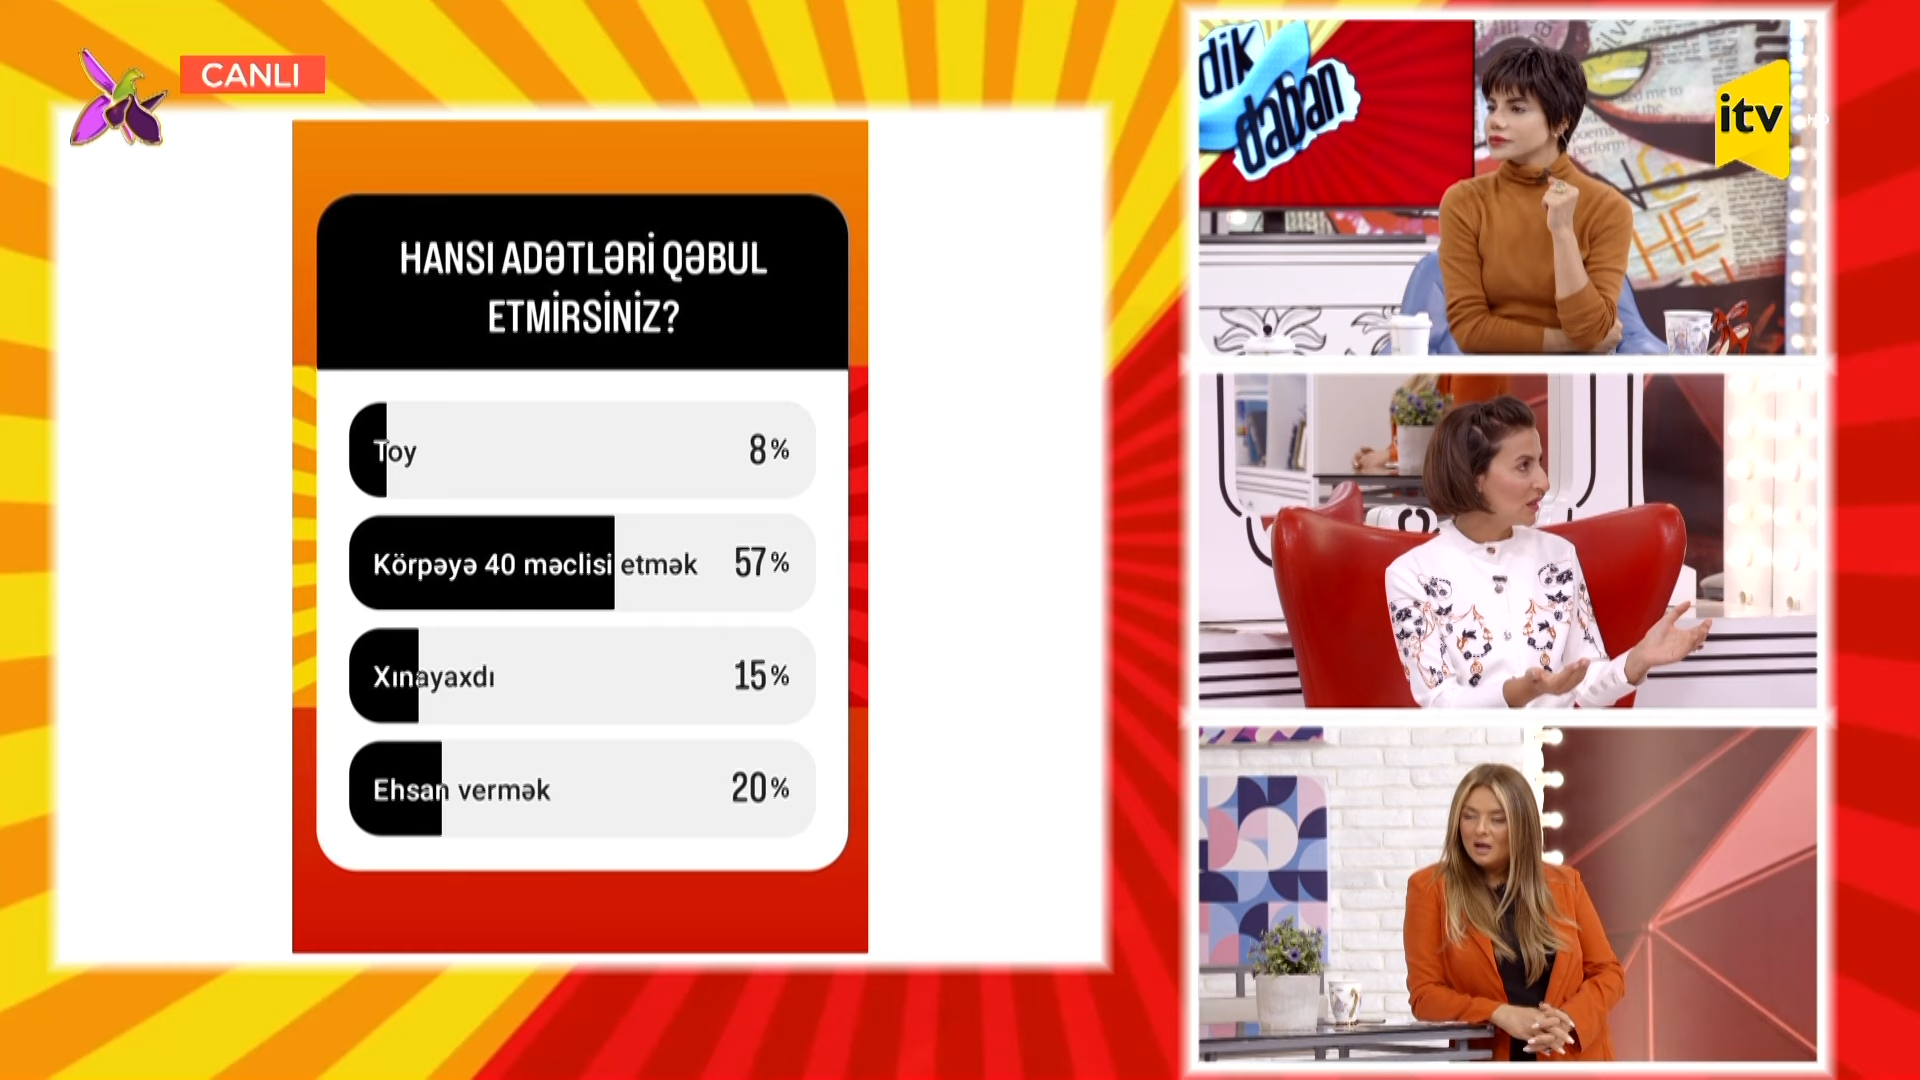 CANLI
HANSI ADƏTLƏRİ QƏBUL
ETMİRSİNİZ?
Toy 8%
Körpəyə 40 məclisi etmək 57%
Xınayaxdı 15%
Ehsan vermək 20%
dik
daban
itv
HD